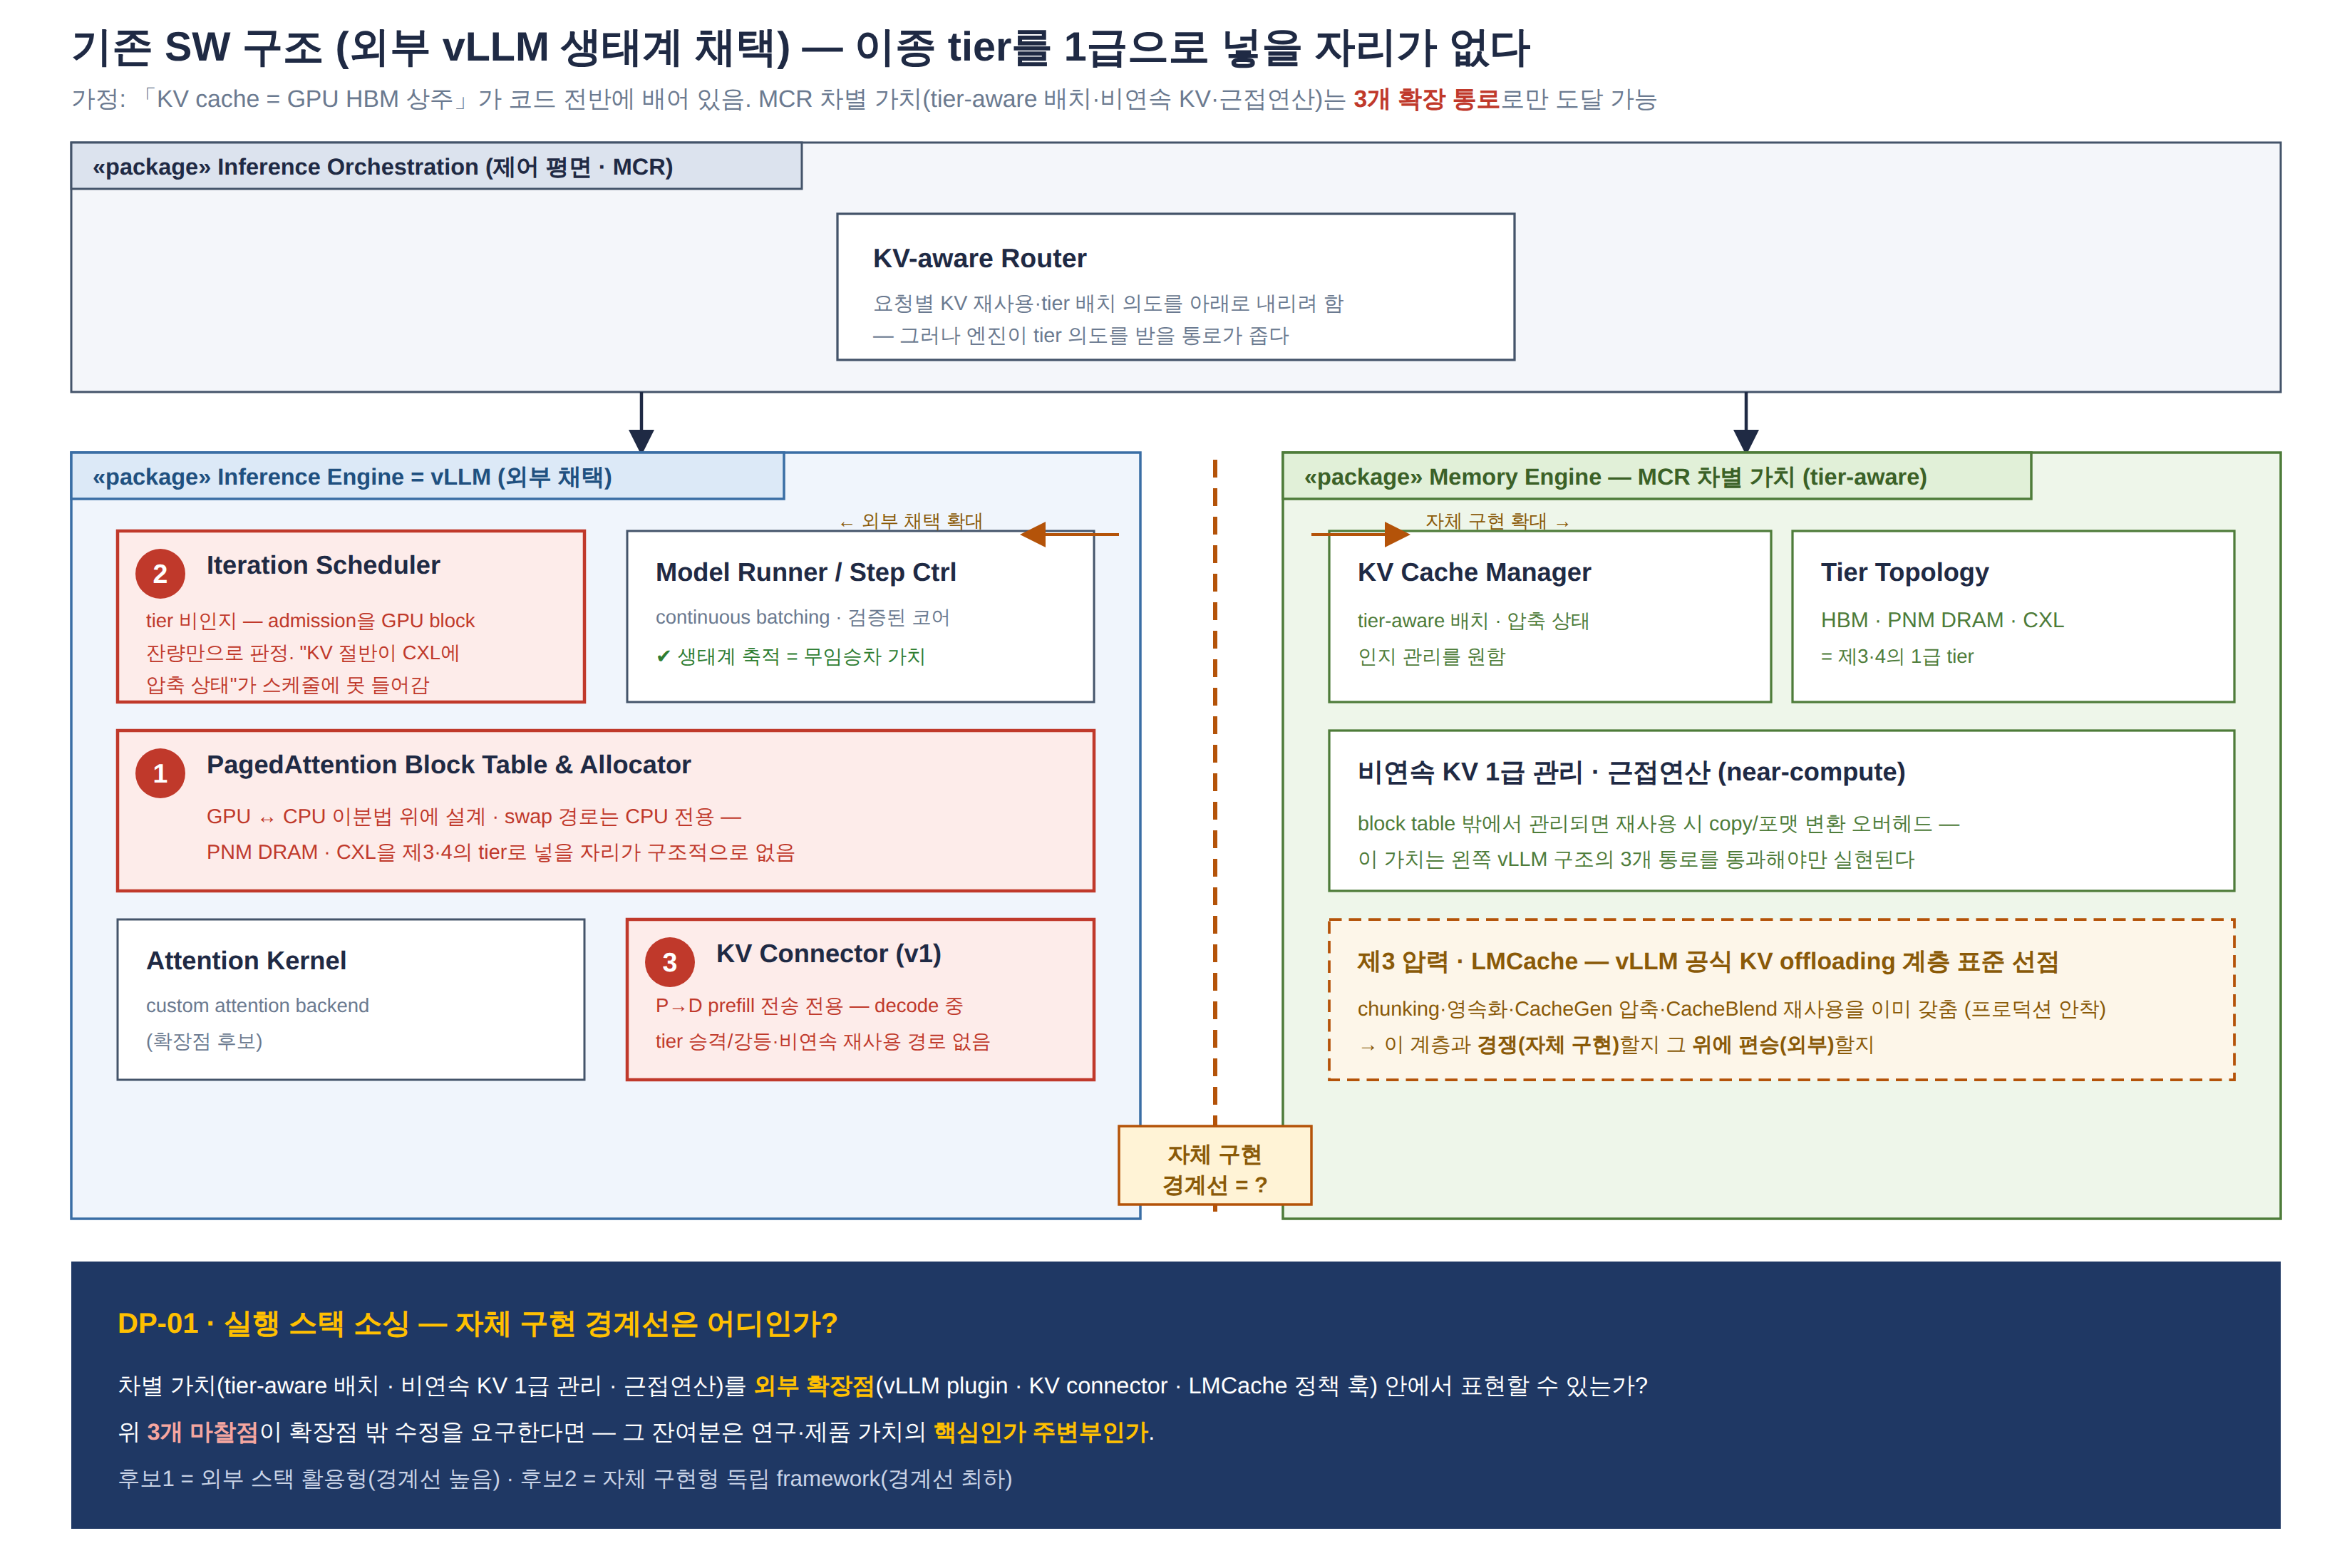 기존 SW 구조 (외부 vLLM 생태계 채택) — 이종 tier를 1급으로 넣을 자리가 없다
가정: 「KV cache = GPU HBM 상주」가 코드 전반에 배어 있음. MCR 차별 가치(tier-aware 배치·비연속 KV·근접연산)는 3개 확장 통로로만 도달 가능
«package» Inference Orchestration (제어 평면 · MCR)
KV-aware Router
요청별 KV 재사용·tier 배치 의도를 아래로 내리려 함
— 그러나 엔진이 tier 의도를 받을 통로가 좁다
«package» Inference Engine = vLLM (외부 채택)
← 외부 채택 확대
2
Iteration Scheduler
tier 비인지 — admission을 GPU block
잔량만으로 판정. "KV 절반이 CXL에
압축 상태"가 스케줄에 못 들어감
Model Runner / Step Ctrl
continuous batching · 검증된 코어
✔ 생태계 축적 = 무임승차 가치
1
PagedAttention Block Table & Allocator
GPU ↔ CPU 이분법 위에 설계 · swap 경로는 CPU 전용 —
PNM DRAM · CXL을 제3·4의 tier로 넣을 자리가 구조적으로 없음
Attention Kernel
custom attention backend
(확장점 후보)
3
KV Connector (v1)
P→D prefill 전송 전용 — decode 중
tier 승격/강등·비연속 재사용 경로 없음
«package» Memory Engine — MCR 차별 가치 (tier-aware)
자체 구현 확대 →
KV Cache Manager
tier-aware 배치 · 압축 상태
인지 관리를 원함
Tier Topology
HBM · PNM DRAM · CXL
= 제3·4의 1급 tier
비연속 KV 1급 관리 · 근접연산 (near-compute)
block table 밖에서 관리되면 재사용 시 copy/포맷 변환 오버헤드 —
이 가치는 왼쪽 vLLM 구조의 3개 통로를 통과해야만 실현된다
제3 압력 · LMCache — vLLM 공식 KV offloading 계층 표준 선점
chunking·영속화·CacheGen 압축·CacheBlend 재사용을 이미 갖춤 (프로덕션 안착)
→ 이 계층과 경쟁(자체 구현)할지 그 위에 편승(외부)할지
자체 구현
경계선 = ?
DP-01 · 실행 스택 소싱 — 자체 구현 경계선은 어디인가?
차별 가치(tier-aware 배치 · 비연속 KV 1급 관리 · 근접연산)를 외부 확장점(vLLM plugin · KV connector · LMCache 정책 훅) 안에서 표현할 수 있는가?
위 3개 마찰점이 확장점 밖 수정을 요구한다면 — 그 잔여분은 연구·제품 가치의 핵심인가 주변부인가.
후보1 = 외부 스택 활용형(경계선 높음) · 후보2 = 자체 구현형 독립 framework(경계선 최하)